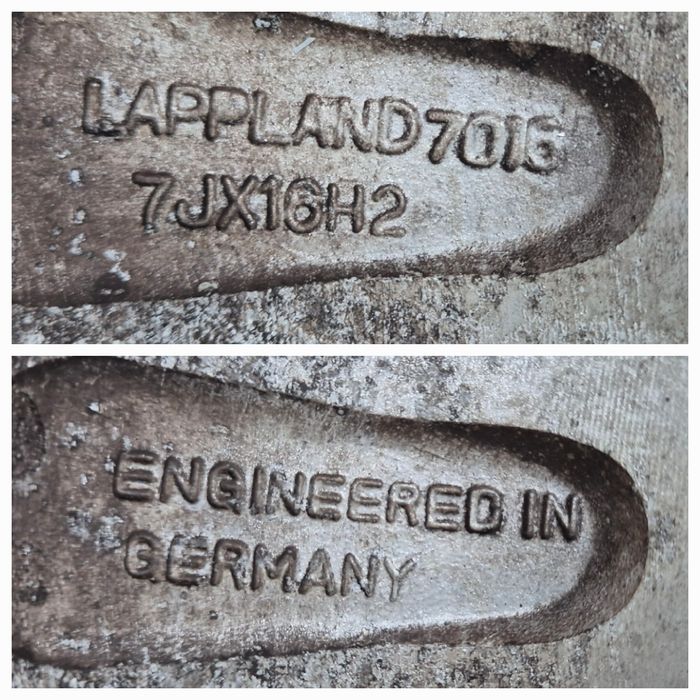 LAPPLAND7016
7JX16H2
ENGINEERED IN
GERMANY